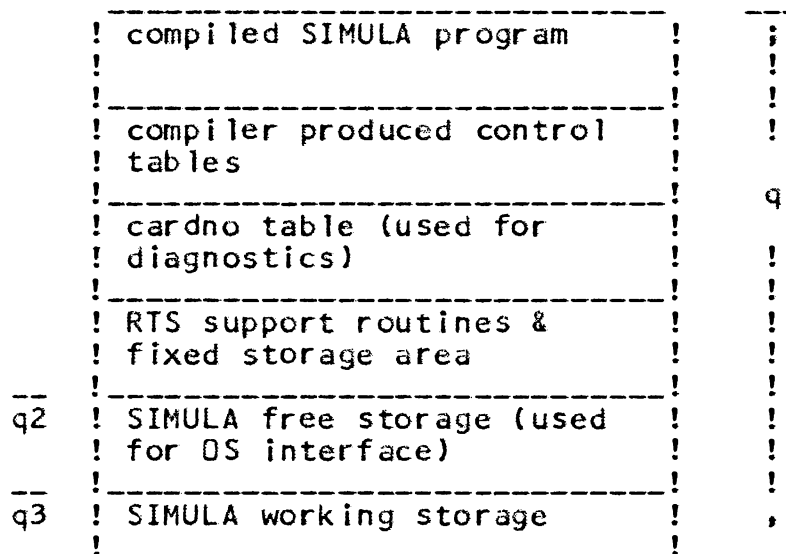 compiled SIMULA program
compiler produced control
tables
q
cardno table (used for
diagnostics)
RTS support routines &
fixed storage area
q2 SIMULA free storage (used
for OS interface)
q3 SIMULA working storage